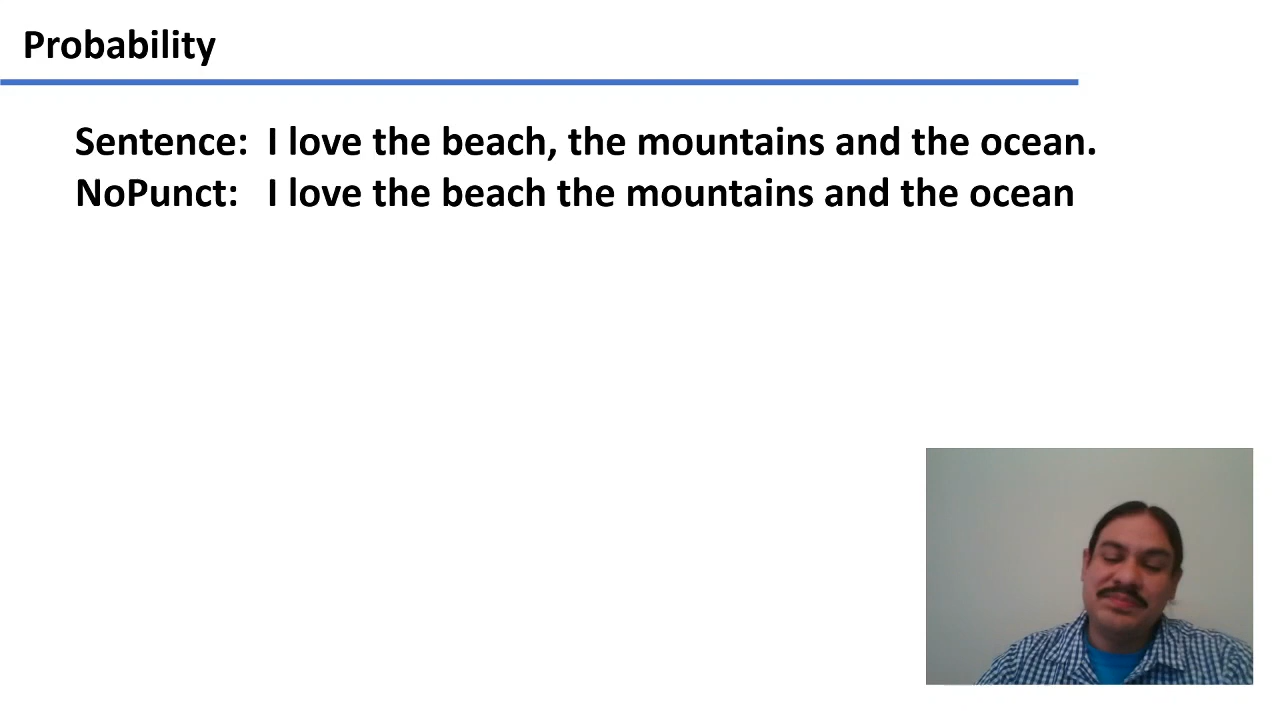 Probability
Sentence: I love the beach, the mountains and the ocean.
NoPunct: I love the beach the mountains and the ocean